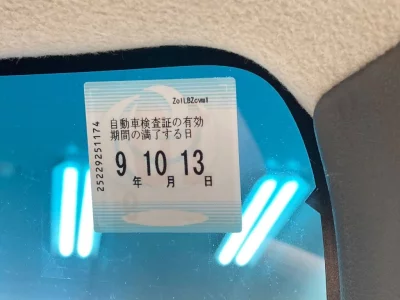 ZolLBZcvmll
自動車検査証の有効
期間の満了する日
9 10 13
年 月 日
25229251174